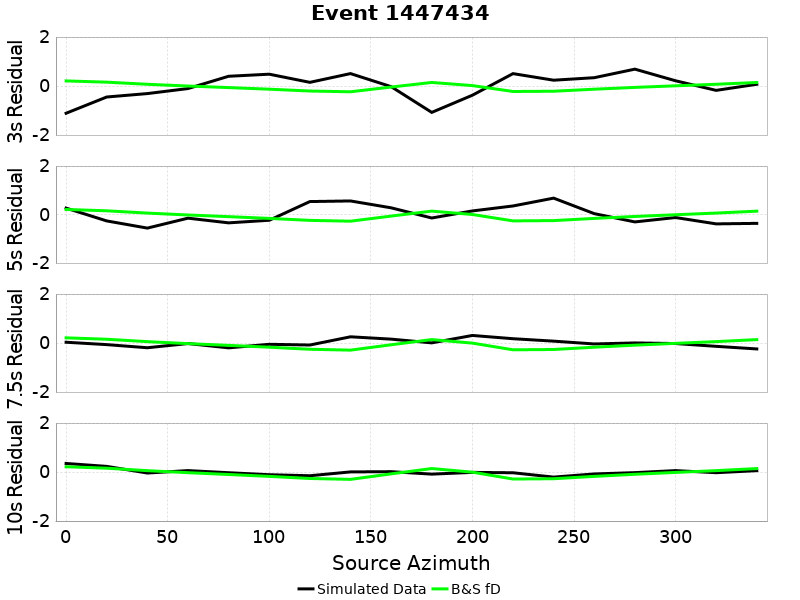 Event 1447434
3s Residual
2
0
-2
5s Residual
2
0
-2
7.5s Residual
2
0
-2
10s Residual
2
0
-2
0 50 100 150 200 250 300
Source Azimuth
Simulated Data B&S fD